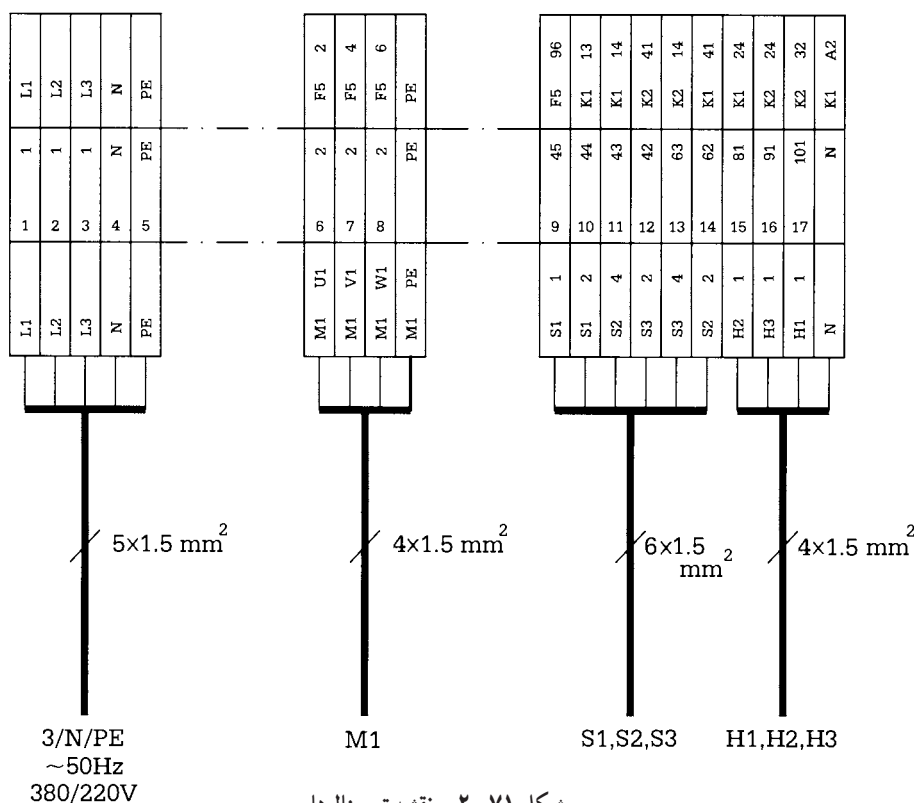 L1 L2 L3 N PE
1 1 1 N PE
1 2 3 4 5
L1 L2 L3 N PE
F5 2 F5 4 F5 6 PE
2 2 2 PE
6 7 8
M1 U1 M1 V1 M1 W1 M1 PE
F5 96 K1 13 K1 14 K2 41 K2 14 K1 41 K1 24 K2 24 K2 32 K1 A2
45 44 43 42 63 62 81 91 101 N
9 10 11 12 13 14 15 16 17
S1 1 S1 2 S2 4 S3 2 S3 4 S2 2 H2 1 H3 1 H1 1 N
5×1.5 mm²
4×1.5 mm²
6×1.5
mm²
4×1.5 mm²
3/N/PE
~50Hz
380/220V
M1
S1,S2,S3
H1,H2,H3